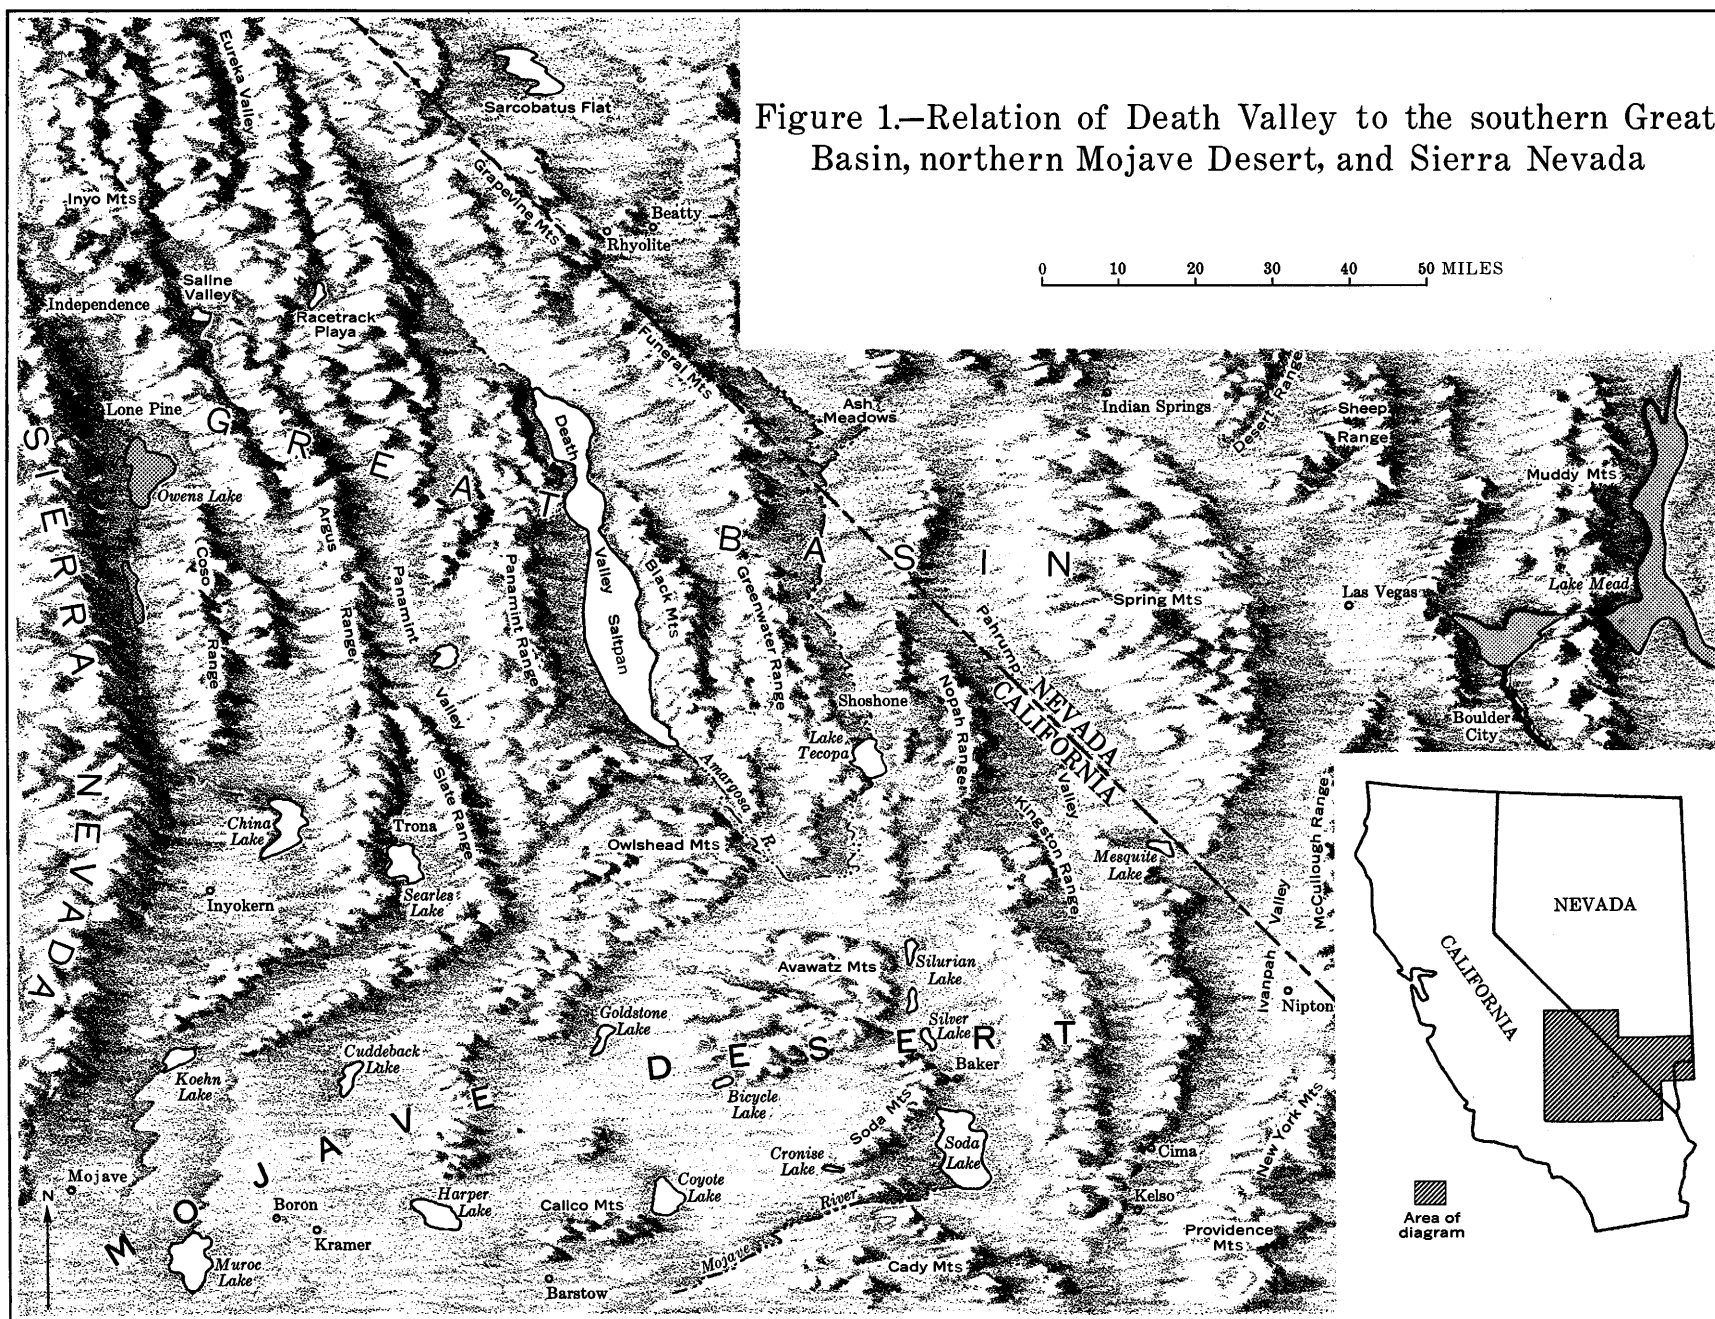 Figure 1.—Relation of Death Valley to the southern Great
Basin, northern Mojave Desert, and Sierra Nevada
0 10 20 30 40 50 MILES
Eureka Valley
Sarcobatus Flat
Grapevine Mts
Inyo Mts
Beatty
Rhyolite
Saline
Valley
Independence
Racetrack
Playa
Funeral Mts
Lone Pine
Ash
Meadows
Indian Springs
Desert Range
Sheep
Range
Muddy Mts
GREAT BASIN
SIERRA NEVADA
Owens Lake
Death Valley Saltpan
Argus Range
Coso Range
Panamint Valley
Panamint Range
Black Mts
Greenwater Range
Spring Mts
Las Vegas
Lake Mead
Pahrump Valley
NEVADA
CALIFORNIA
Nopah Range
Shoshone
Lake
Tecopa
Boulder
City
Slate Range
Amargosa R
China
Lake
Trona
Owlshead Mts
Kingston Range
Mesquite
Lake
McCullough Range
Inyokern
Searles
Lake
Ivanpah Valley
Avawatz Mts
Silurian
Lake
Nipton
Goldstone
Lake
Silver
Lake
MOJAVE DESERT
Cuddeback
Lake
Koehn
Lake
Baker
Bicycle
Lake
Soda Mts
New York Mts
Cronise
Lake
Soda
Lake
Cima
Mojave
N
Coyote
Lake
Harper
Lake
Boron
Calico Mts
Mojave River
Kelso
Kramer
Providence
Mts
Muroc
Lake
Cady Mts
Barstow
NEVADA
CALIFORNIA
Area of
diagram